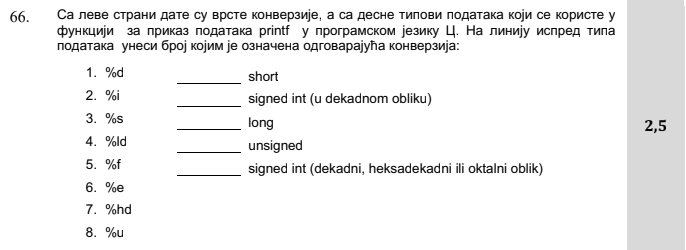 66. Са леве страни дате су врсте конверзије, а са десне типови податакa који се користе у
функцији за приказ података printf у програмском језику Ц. На линију испред типа
података унеси број којим је означена одговарајућа конверзија:
1. %d
2. %i
3. %s
4. %ld
5. %f
6. %e
7. %hd
8. %u
________ short
________ signed int (u dekadnom obliku)
________ long
________ unsigned
________ signed int (dekadni, heksadekadni ili oktalni oblik)
2,5